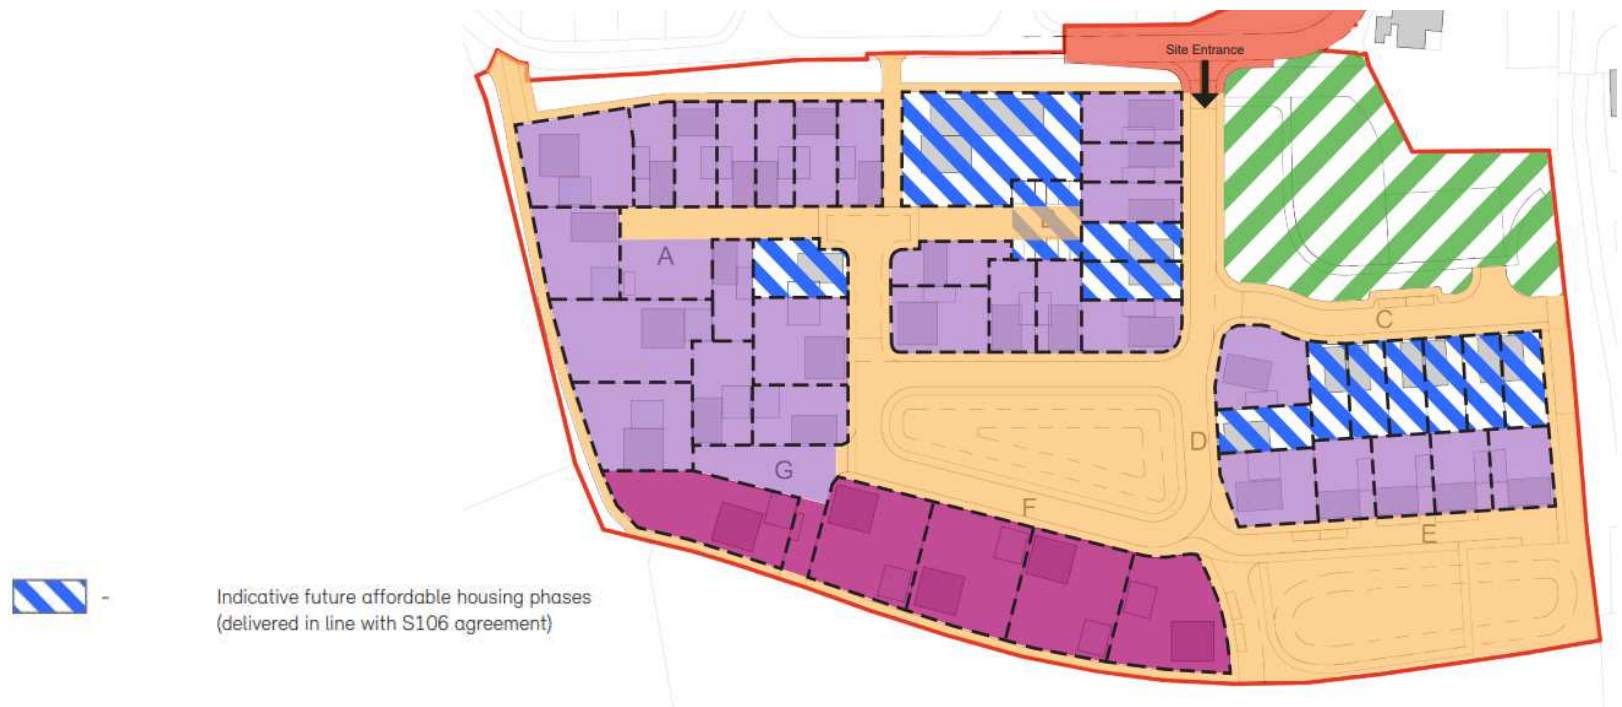 Site Entrance
A
C
D
G
F
E
-
Indicative future affordable housing phases
(delivered in line with S106 agreement)